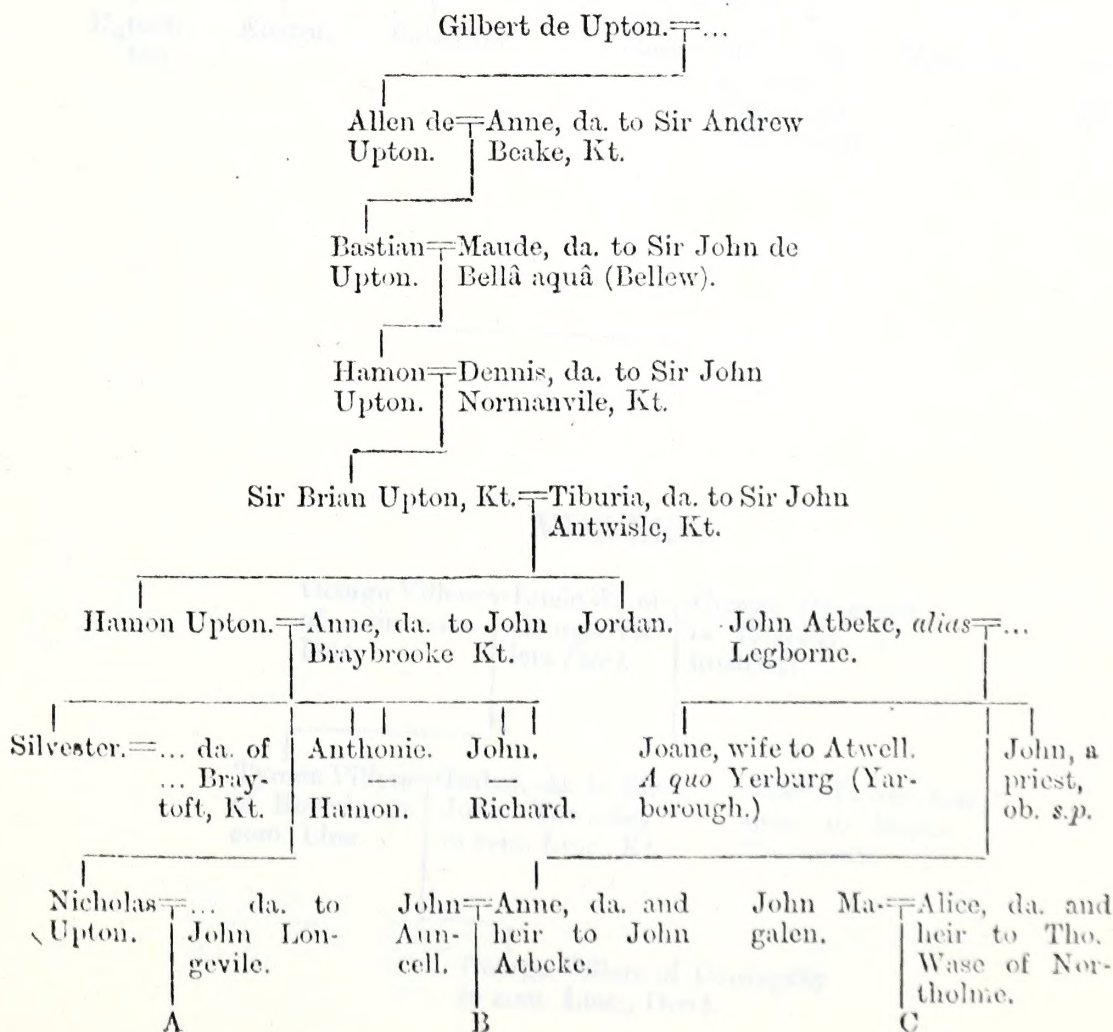 Gilbert de Upton.=...
Allen de=Anne, da. to Sir Andrew
Upton. Beake, Kt.
Bastian=Maude, da. to Sir John de
Upton. Bellâ aquâ (Bellew).
Hamon=Dennis, da. to Sir John
Upton. Normanvile, Kt.
Sir Brian Upton, Kt.=Tiburia, da. to Sir John
Antwisle, Kt.
Hamon Upton.=Anne, da. to John
Braybrooke Kt.
Jordan.
John Atbeke, alias=...
Legborne.
Silvester.=... da. of
... Bray-
toft, Kt.
Anthonie.
—
Hamon.
John.
—
Richard.
Joane, wife to Atwell.
A quo Yerburg (Yar-
borough.)
John, a
priest,
ob. s.p.
Nicholas=... da. to
Upton. John Lon-
gevile.
John=Anne, da. and
Aun- heir to John
cell. Atbeke.
John Ma-=Alice, da. and
galen. heir to Tho.
Wase of Nor-
tholme.
A B C